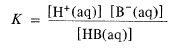 K = [H⁺(aq)] [B⁻(aq)] / [HB(aq)]